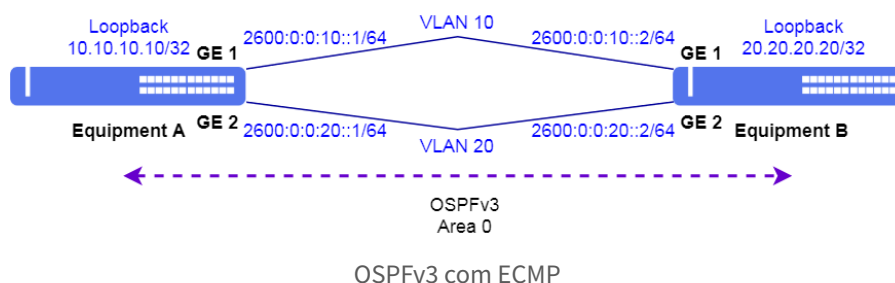 Loopback
10.10.10.10/32
GE 1
2600:0:0:10::1/64
VLAN 10
2600:0:0:10::2/64
GE 1
Loopback
20.20.20.20/32
Equipment A
GE 2
2600:0:0:20::1/64
VLAN 20
2600:0:0:20::2/64
GE 2
Equipment B
OSPFv3
Area 0
OSPFv3 com ECMP